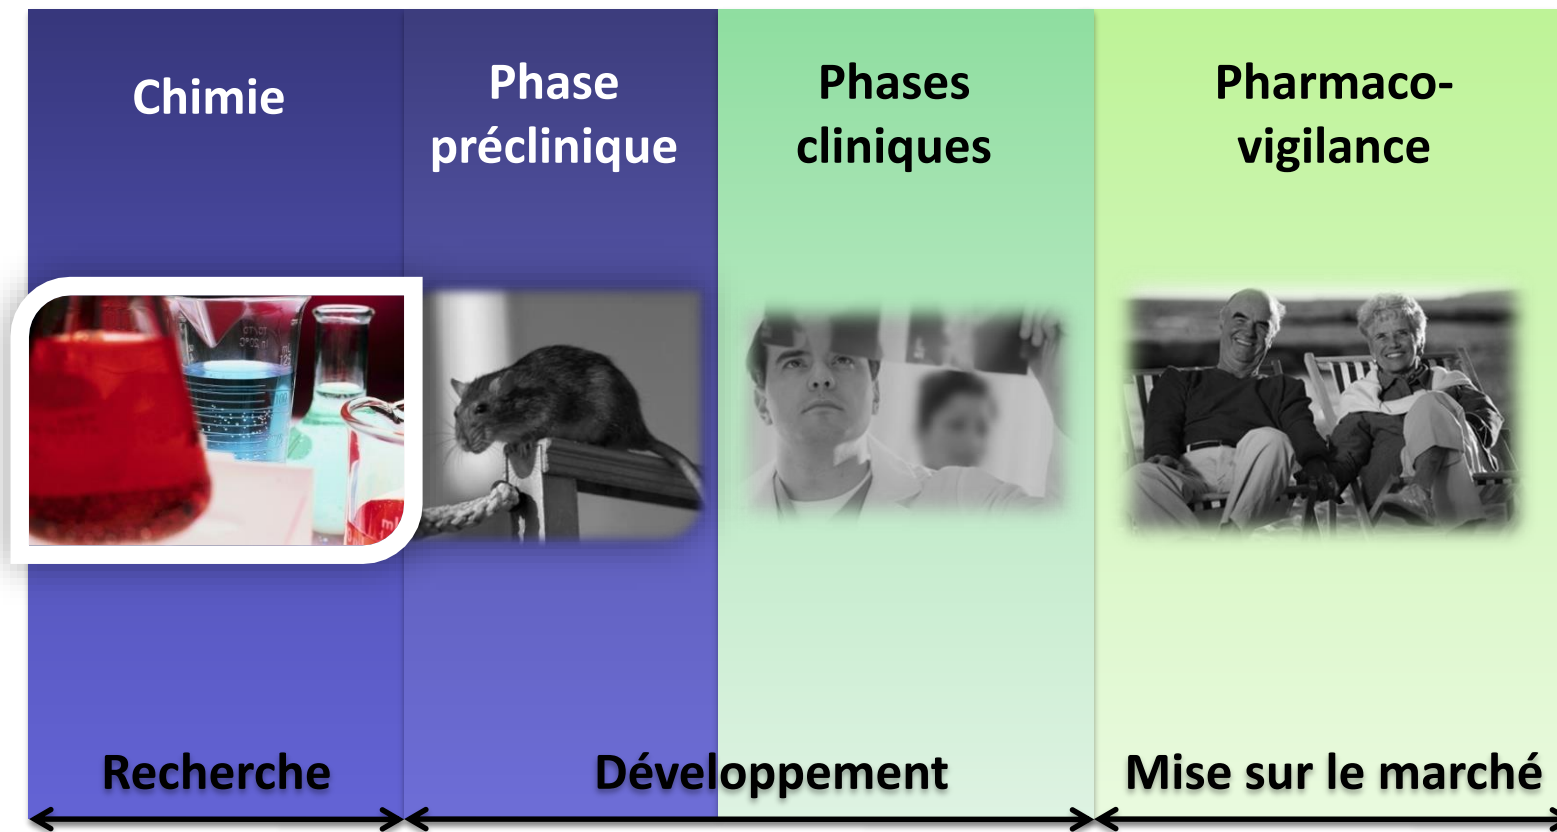 Chimie
Phase
préclinique
Phases
cliniques
Pharmaco-
vigilance
Recherche
Développement
Mise sur le marché